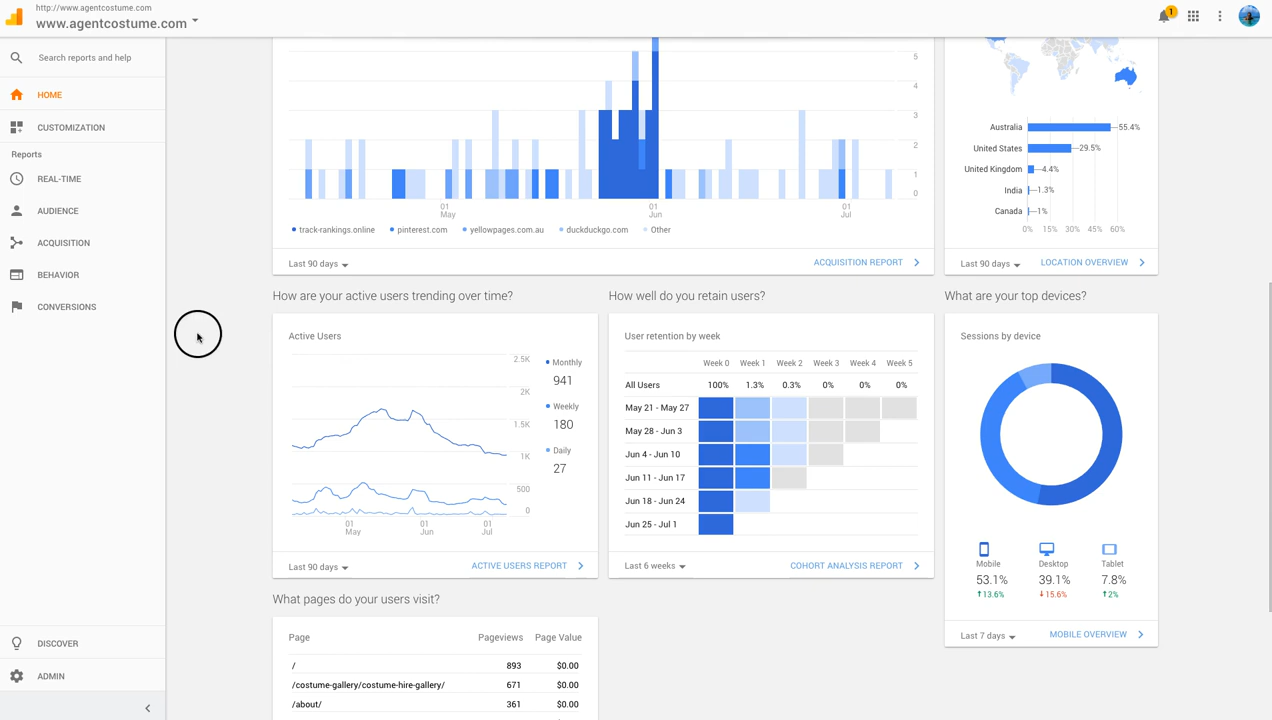 http://www.agentcostume.com
www.agentcostume.com
1
Search reports and help
HOME
CUSTOMIZATION
Reports
REAL-TIME
AUDIENCE
ACQUISITION
BEHAVIOR
CONVERSIONS
DISCOVER
ADMIN
5
4
3
2
1
0
01 May
01 Jun
01 Jul
track-rankings.online pinterest.com yellowpages.com.au duckduckgo.com Other
Last 90 days
ACQUISITION REPORT
Australia 55.4%
United States 29.5%
United Kingdom 4.4%
India 1.3%
Canada 1%
0% 15% 30% 45% 60%
Last 90 days
LOCATION OVERVIEW
How are your active users trending over time?
Active Users
2.5K
2K
1.5K
1K
500
0
01 May
01 Jun
01 Jul
Monthly
941
Weekly
180
Daily
27
Last 90 days
ACTIVE USERS REPORT
How well do you retain users?
User retention by week
Week 0 Week 1 Week 2 Week 3 Week 4 Week 5
All Users 100% 1.3% 0.3% 0% 0% 0%
May 21 - May 27
May 28 - Jun 3
Jun 4 - Jun 10
Jun 11 - Jun 17
Jun 18 - Jun 24
Jun 25 - Jul 1
Last 6 weeks
COHORT ANALYSIS REPORT
What are your top devices?
Sessions by device
Mobile Desktop Tablet
53.1% 39.1% 7.8%
↑13.6% ↓15.6% ↑2%
Last 7 days
MOBILE OVERVIEW
What pages do your users visit?
Page Pageviews Page Value
/ 893 $0.00
/costume-gallery/costume-hire-gallery/ 671 $0.00
/about/ 361 $0.00